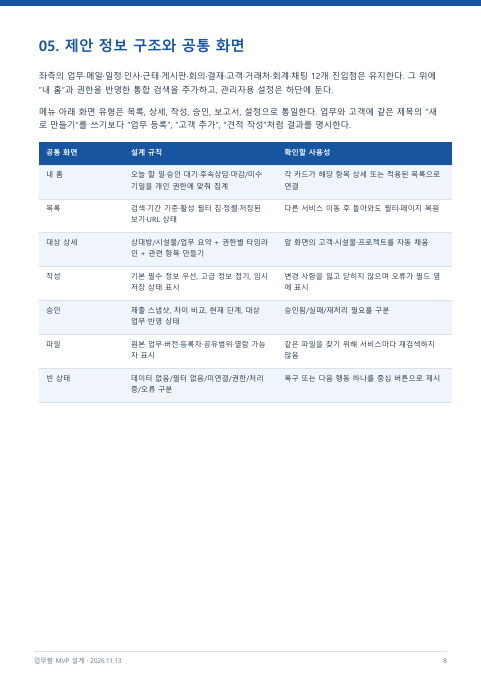 05. 제안 정보 구조와 공통 화면
좌측의 업무·메일·일정·인사·근태·게시판·회의·결재·고객·거래처·회계·채팅 12개 진입점은 유지한다. 그 위에
"내 홈"과 권한을 반영한 통합 검색을 추가하고, 관리자용 설정은 하단에 둔다.
메뉴 아래 화면 유형은 목록, 상세, 작성, 승인, 보고서, 설정으로 통일한다. 업무와 고객에 같은 제목의 "새
로 만들기"를 쓰기보다 "업무 등록", "고객 추가", "견적 작성"처럼 결과를 명시한다.
공통 화면 설계 규칙 확인할 사용성
내 홈 오늘 할 일·승인 대기·후속상담·마감/미수 각 카드가 해당 항목 상세 또는 적용된 목록으로
기일을 개인 권한에 맞춰 집계 연결
목록 검색·기간 기준·활성 필터 칩·정렬·저장된 다른 서비스 이동 후 돌아와도 필터·페이지 복원
보기·URL 상태
대상 상세 상대방/시설물/업무 요약 + 권한별 타임라 앞 화면의 고객·시설물·프로젝트를 자동 채움
인 + 관련 항목 만들기
작성 기본 필수 정보 우선, 고급 정보 접기, 임시 변경 사항을 잃고 닫히지 않으며 오류가 필드 옆
저장 상태 표시 에 표시
승인 제출 스냅샷, 차이 비교, 현재 단계, 대상 승인됨/실패/재처리 필요를 구분
업무 반영 상태
파일 원본 업무·버전·등록자·공유범위·열람 가능 같은 파일을 찾기 위해 서비스마다 재검색하지
자 표시 않음
빈 상태 데이터 없음/필터 없음/미연결/권한/처리 복구 또는 다음 행동 하나를 중심 버튼으로 제시
중/오류 구분
업무함 MVP 설계 · 2026.11.13 8